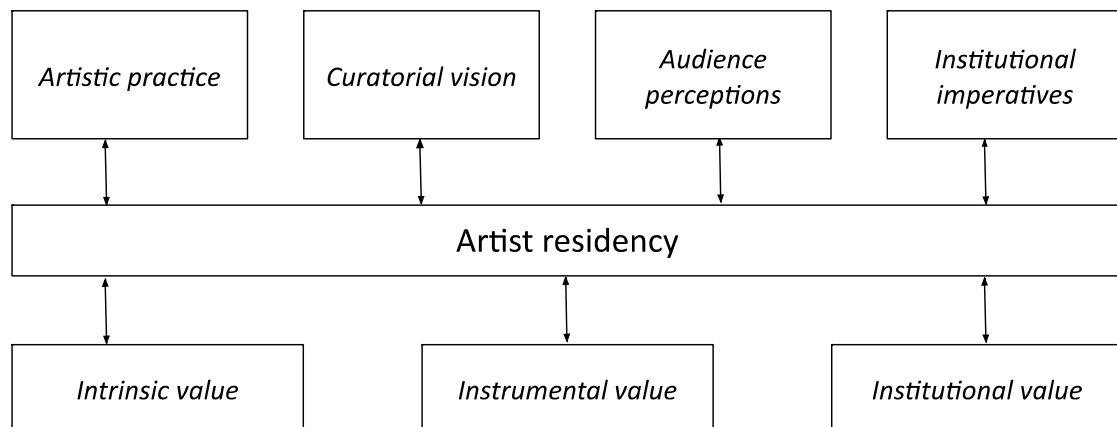 Artistic practice
Curatorial vision
Audience
perceptions
Institutional
imperatives
Artist residency
Intrinsic value
Instrumental value
Institutional value